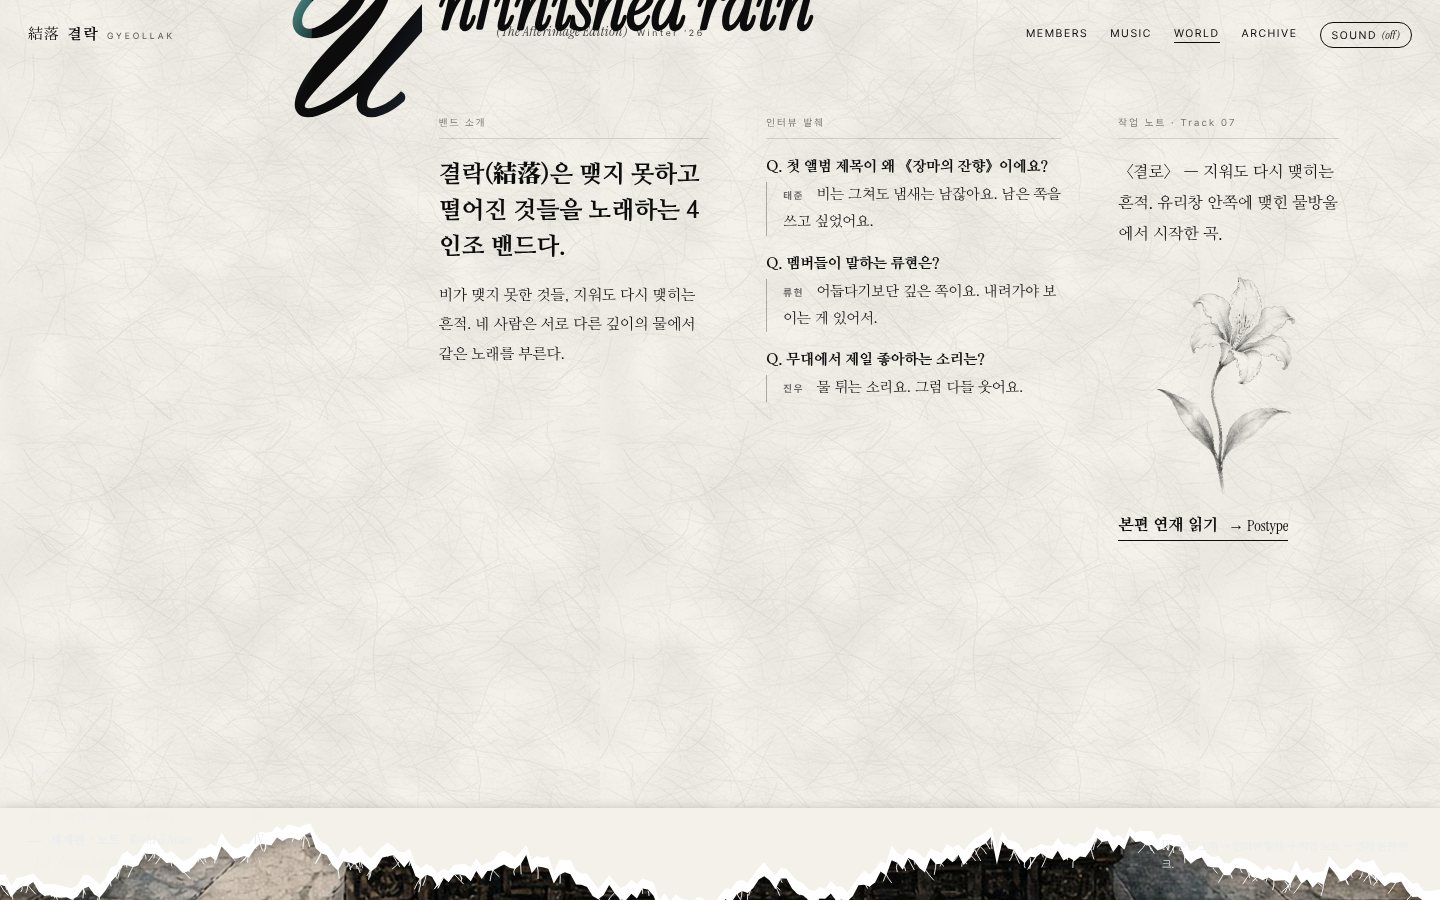 結落 결락 GYEOLLAK
Unfinished rain
(The Afterimage Edition) Winter '26
MEMBERS MUSIC WORLD ARCHIVE SOUND (off)
밴드 소개
결락(結落)은 맺지 못하고
떨어진 것들을 노래하는 4
인조 밴드다.
비가 맺지 못한 것들, 지워도 다시 맺히는
흔적. 네 사람은 서로 다른 깊이의 물에서
같은 노래를 부른다.
인터뷰 발췌
Q. 첫 앨범 제목이 왜 《장마의 잔향》이에요?
태준 비는 그쳐도 냄새는 남잖아요. 남은 쪽을
쓰고 싶었어요.
Q. 멤버들이 말하는 류현은?
류현 어둡다기보단 깊은 쪽이요. 내려가야 보
이는 게 있어서.
Q. 무대에서 제일 좋아하는 소리는?
진우 물 튀는 소리요. 그럼 다들 웃어요.
작업 노트 · Track 07
〈결로〉 — 지워도 다시 맺히는
흔적. 유리창 안쪽에 맺힌 물방울
에서 시작한 곡.
본편 연재 읽기 → Postype
크.